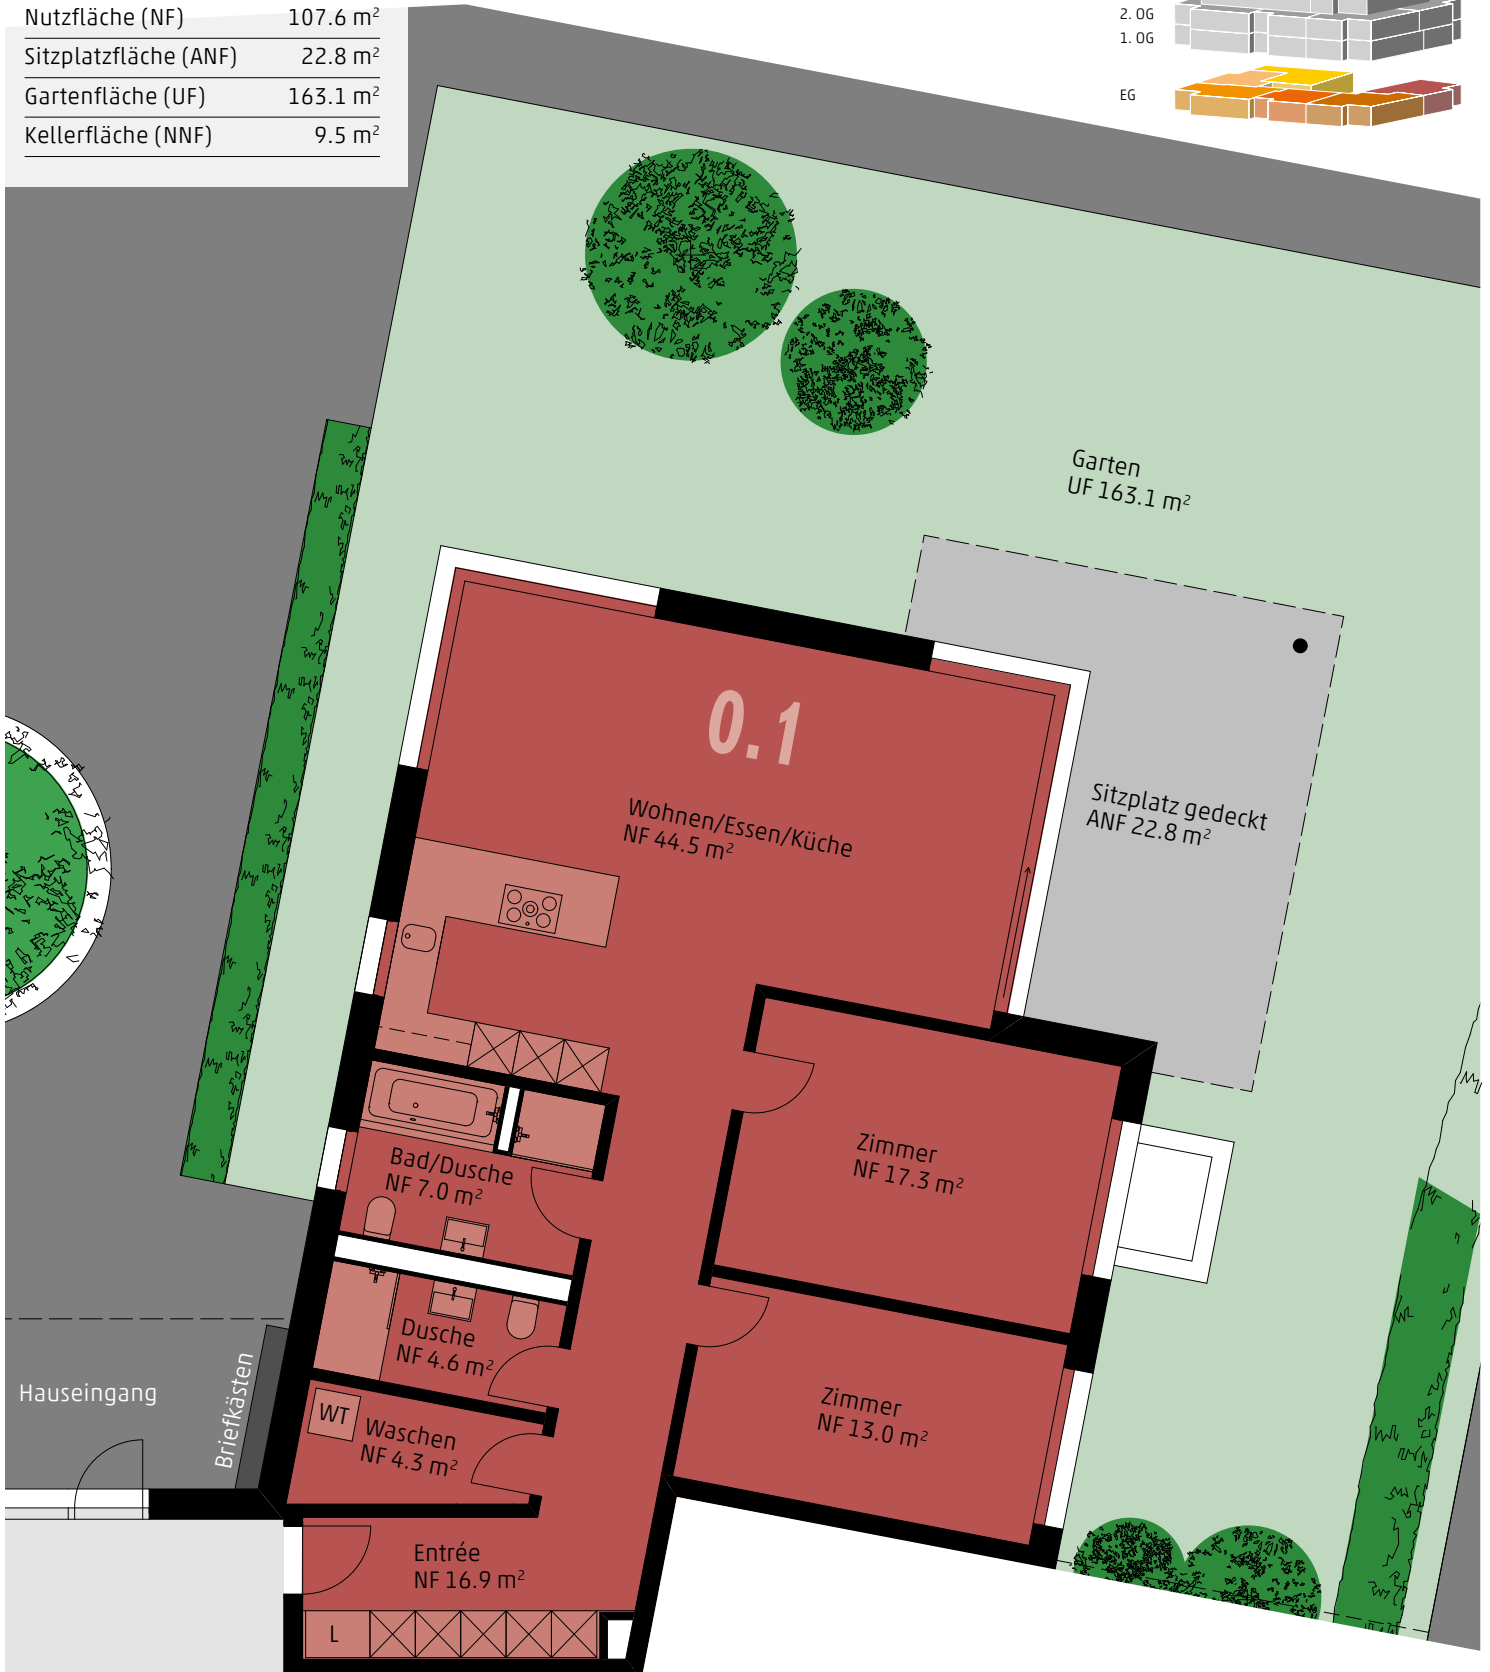 Nutzfläche (NF) 107.6 m²
Sitzplatzfläche (ANF) 22.8 m²
Gartenfläche (UF) 163.1 m²
Kellerfläche (NNF) 9.5 m²
2. OG
1. OG
EG
Garten
UF 163.1 m²
0.1
Wohnen/Essen/Küche
NF 44.5 m²
Sitzplatz gedeckt
ANF 22.8 m²
Zimmer
NF 17.3 m²
Bad/Dusche
NF 7.0 m²
Dusche
NF 4.6 m²
Hauseingang
Briefkästen
WT
Waschen
NF 4.3 m²
Zimmer
NF 13.0 m²
Entrée
NF 16.9 m²
L